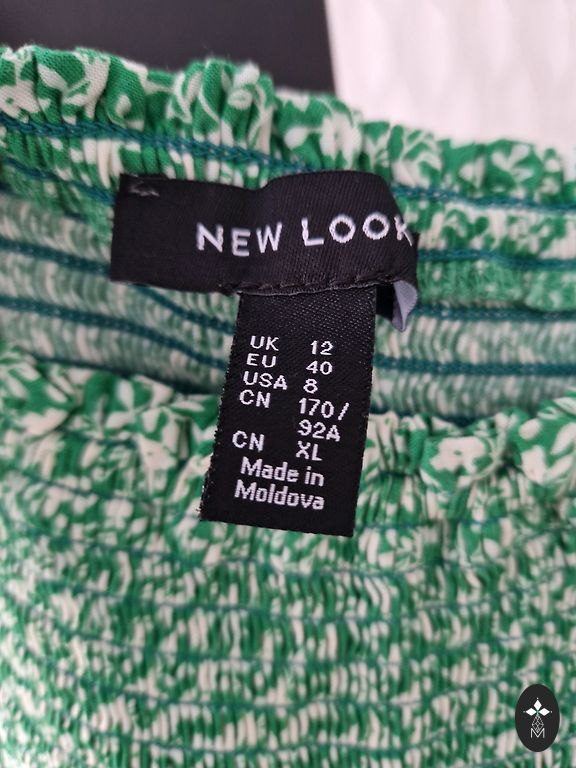 NEW LOOK
UK 12
EU 40
USA 8
CN 170/
92A
CN XL
Made in
Moldova
M